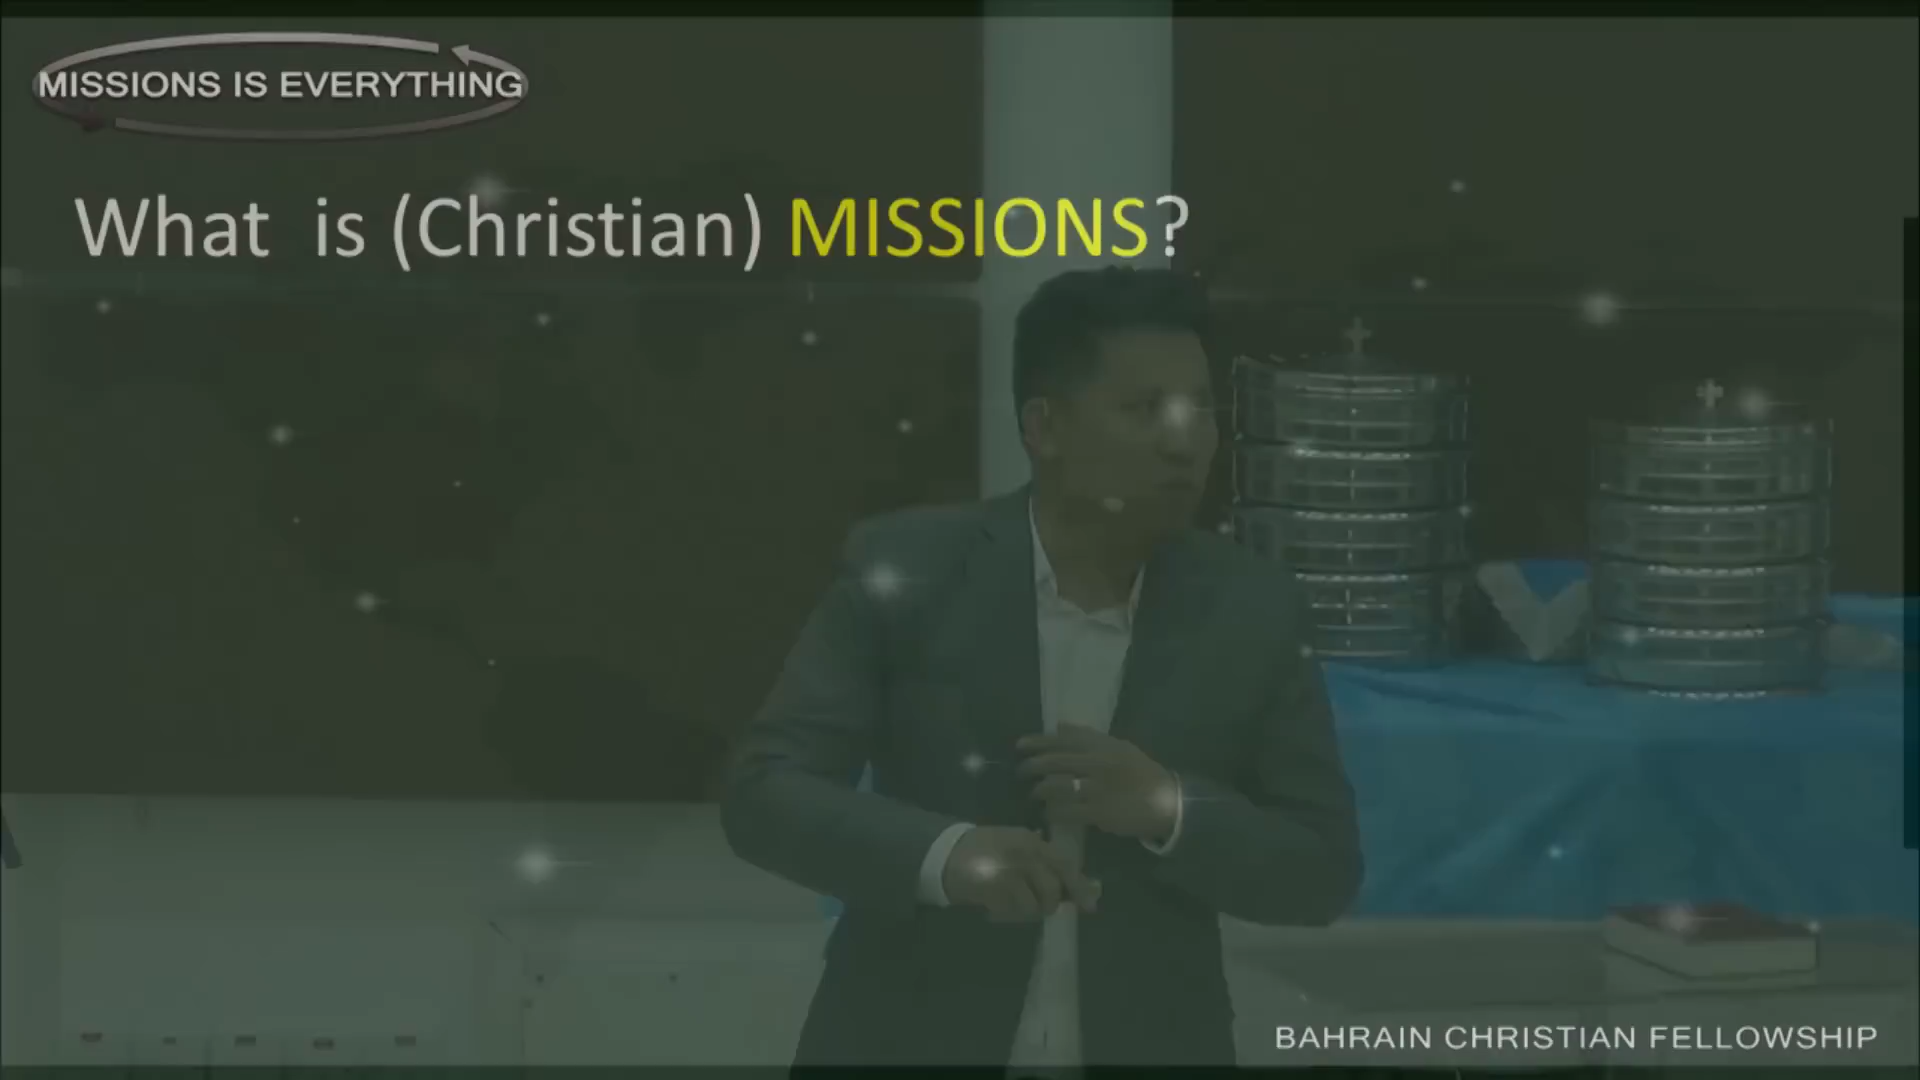 MISSIONS IS EVERYTHING
What is (Christian) MISSIONS?
BAHRAIN CHRISTIAN FELLOWSHIP